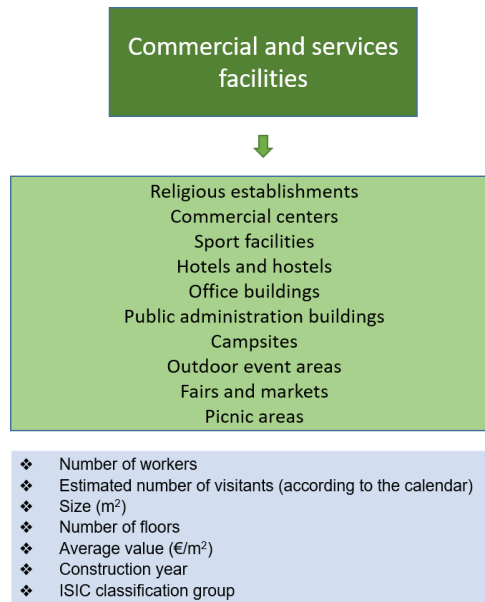 Commercial and services
facilities
Religious establishments
Commercial centers
Sport facilities
Hotels and hostels
Office buildings
Public administration buildings
Campsites
Outdoor event areas
Fairs and markets
Picnic areas
❖ Number of workers
❖ Estimated number of visitants (according to the calendar)
❖ Size (m²)
❖ Number of floors
❖ Average value (€/m²)
❖ Construction year
❖ ISIC classification group